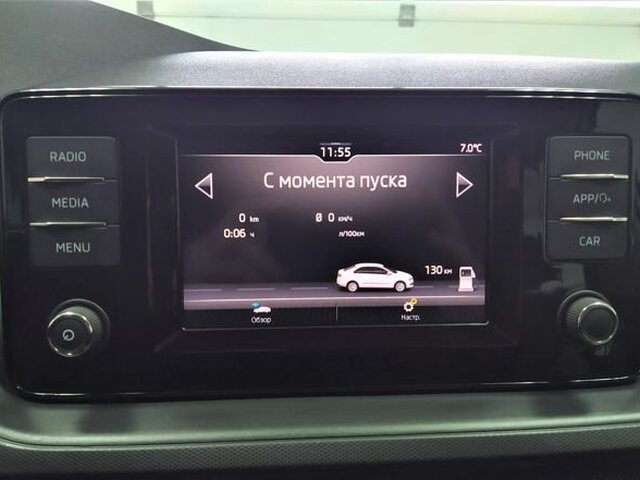 11:55
7.0°C
С момента пуска
0 km
Ø 0 км/ч
0:06 ч
л/100км
130 км
Обзор
Настр.
RADIO
MEDIA
MENU
PHONE
APP/
CAR